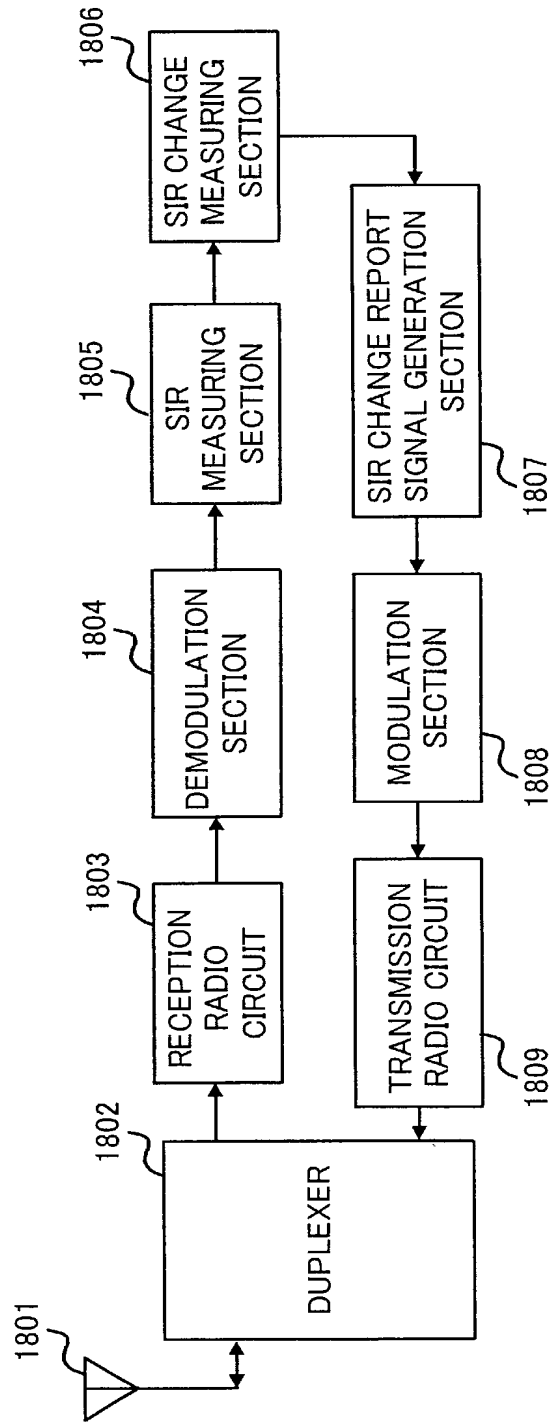 1801
1802
DUPLEXER
1803
RECEPTION
RADIO
CIRCUIT
1804
DEMODULATION
SECTION
1805
SIR
MEASURING
SECTION
1806
SIR CHANGE
MEASURING
SECTION
SIR CHANGE REPORT
SIGNAL GENERATION
SECTION
1807
MODULATION
SECTION
1808
TRANSMISSION
RADIO CIRCUIT
1809